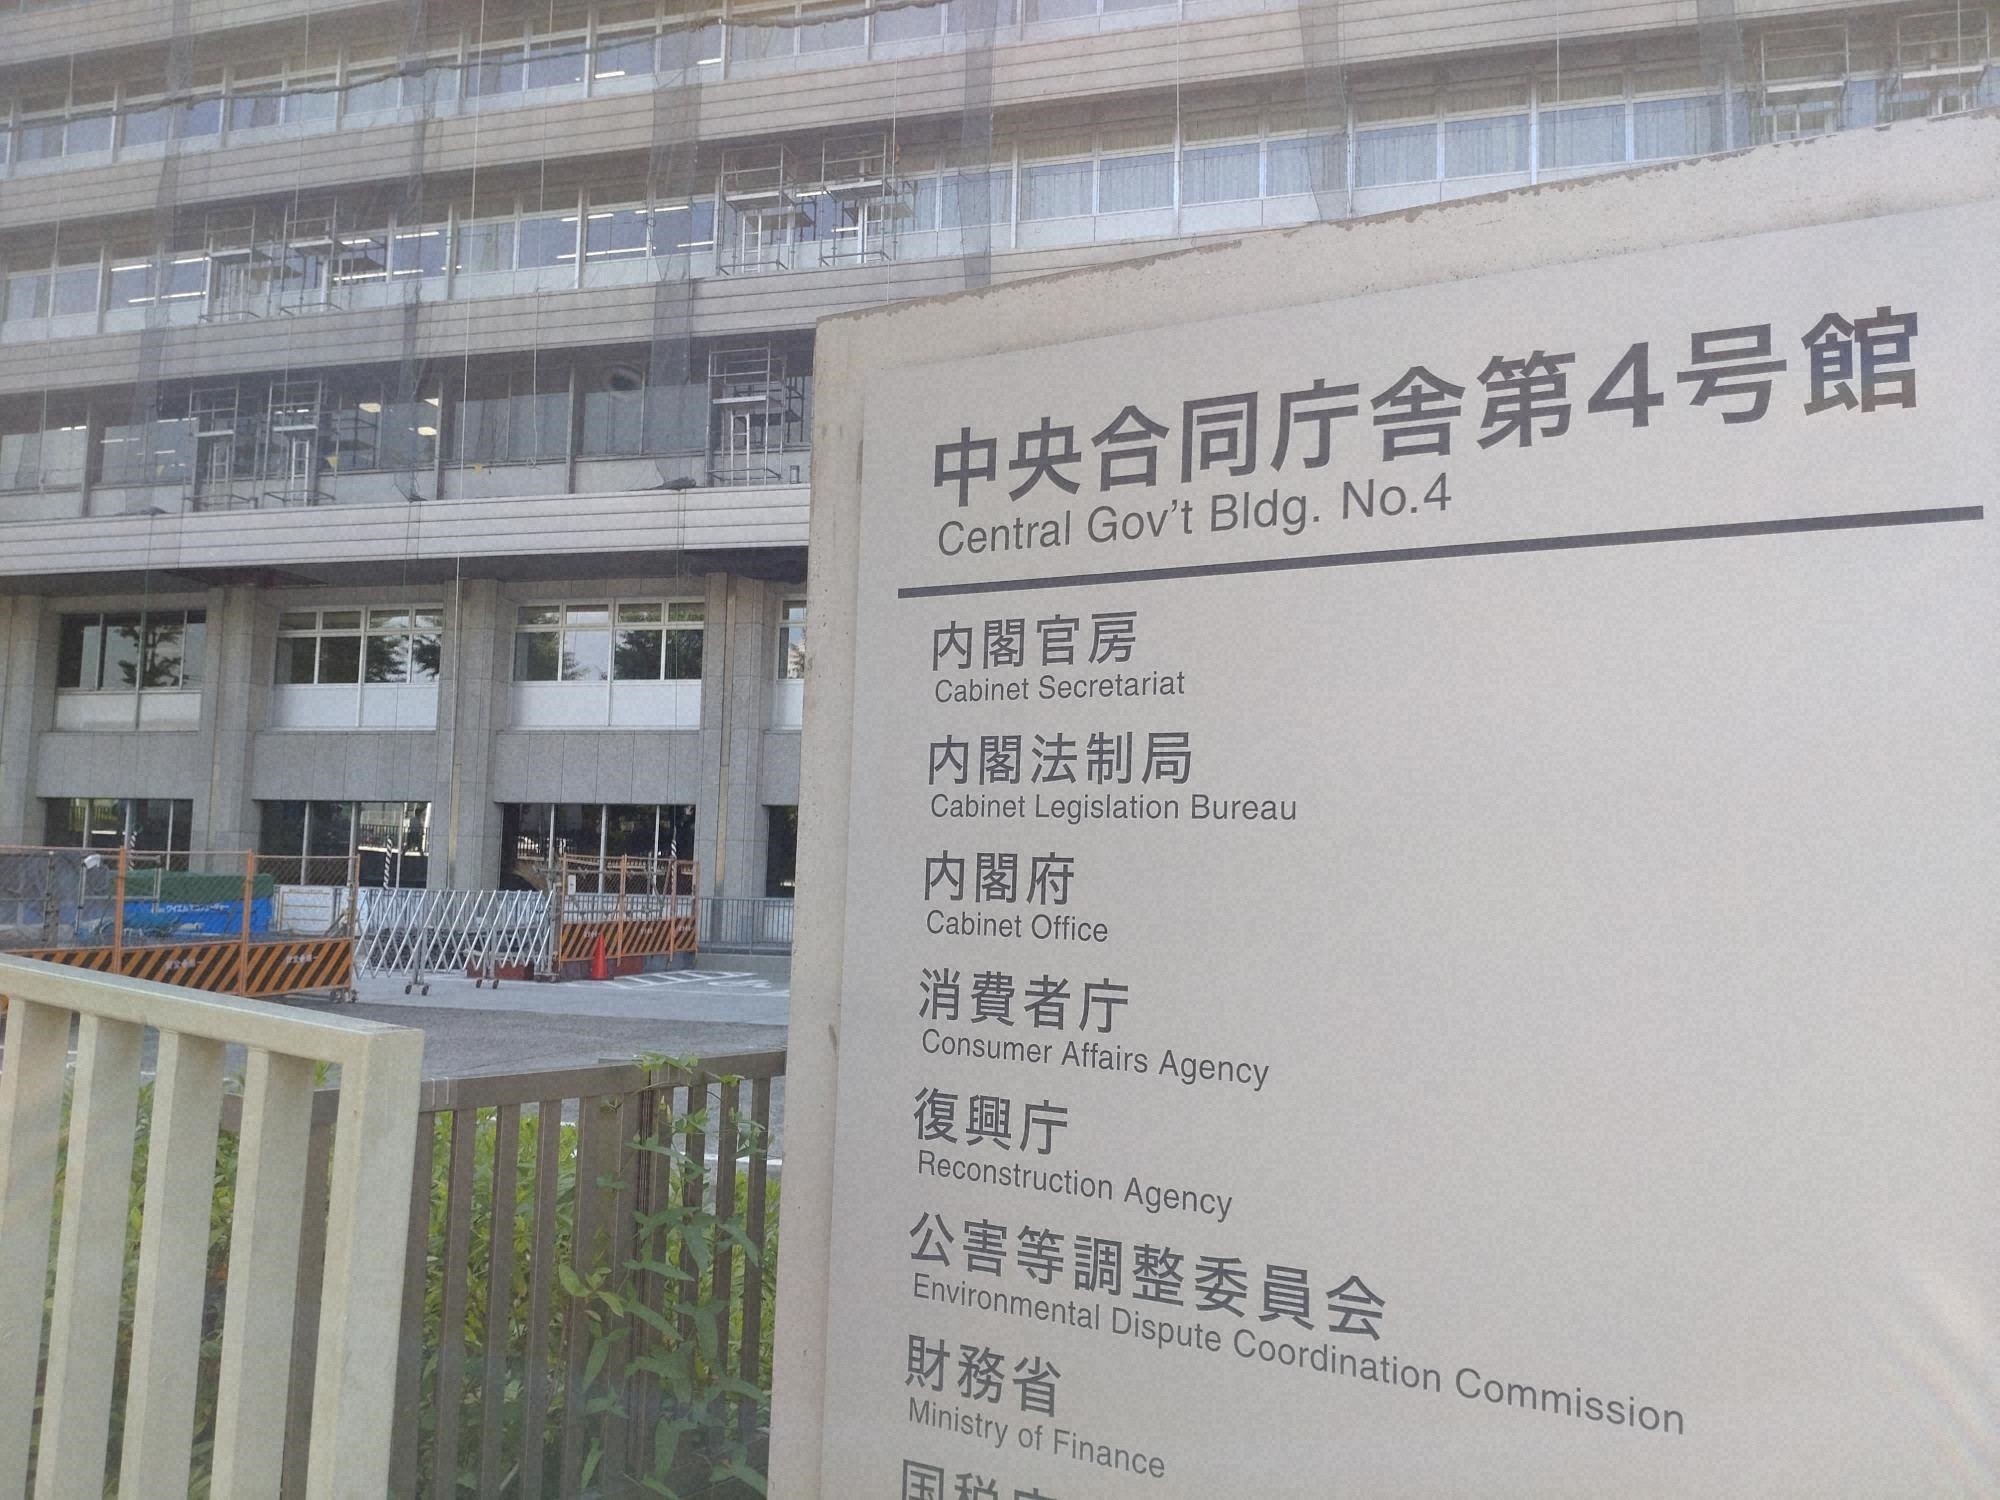 中央合同庁舎第4号館
Central Gov't Bldg. No.4
内閣官房
Cabinet Secretariat
内閣法制局
Cabinet Legislation Bureau
内閣府
Cabinet Office
消費者庁
Consumer Affairs Agency
復興庁
Reconstruction Agency
公害等調整委員会
Environmental Dispute Coordination Commission
財務省
Ministry of Finance
国税庁